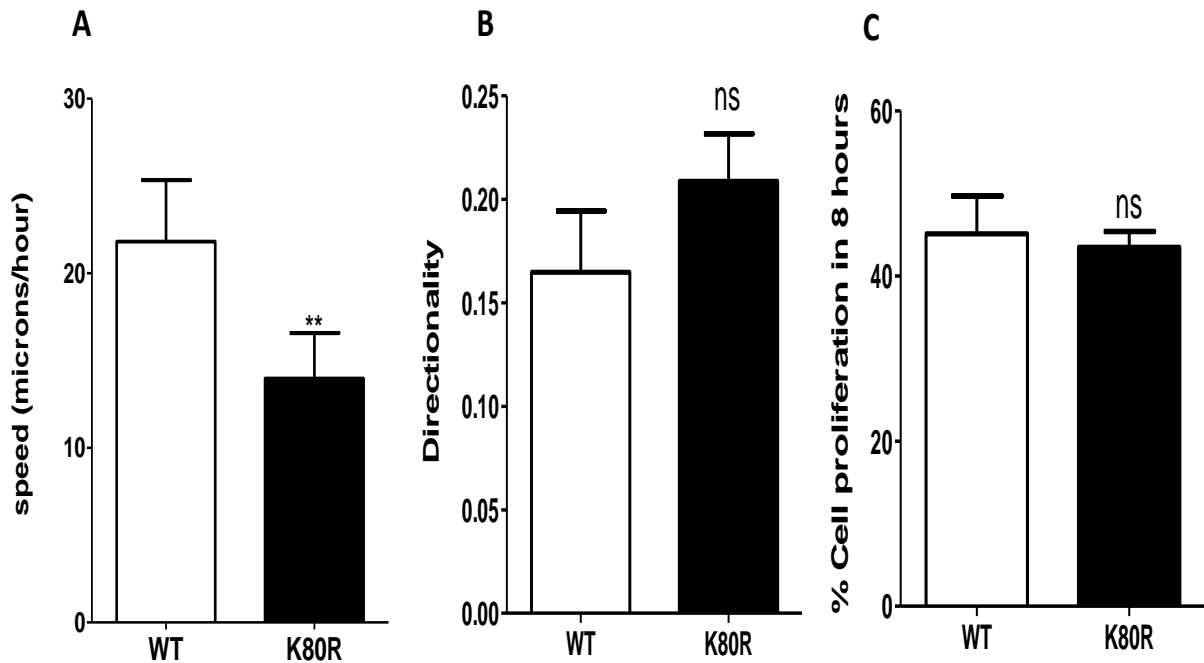 A
speed (microns/hour)
30
20
10
0
**
WT
K80R
B
Directionality
0.25
0.20
0.15
0.10
0.05
0.00
ns
WT
K80R
C
% Cell proliferation in 8 hours
60
40
20
0
ns
WT
K80R